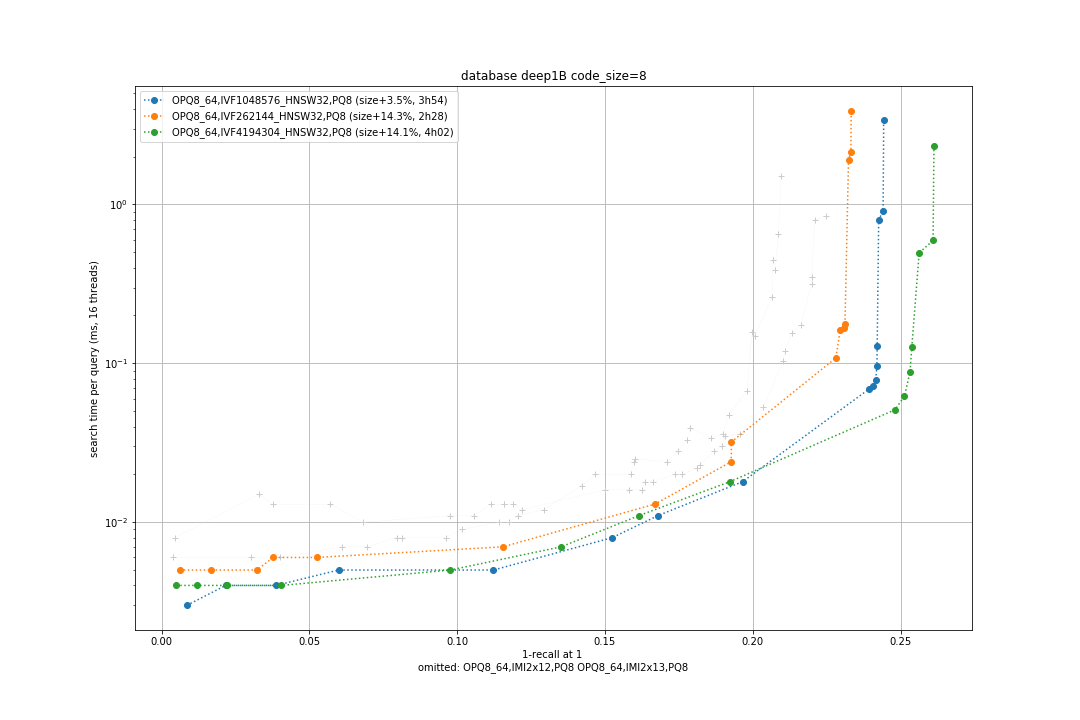 database deep1B code_size=8
OPQ8_64,IVF1048576_HNSW32,PQ8 (size+3.5%, 3h54)
OPQ8_64,IVF262144_HNSW32,PQ8 (size+14.3%, 2h28)
OPQ8_64,IVF4194304_HNSW32,PQ8 (size+14.1%, 4h02)
search time per query (ms, 16 threads)
10⁰
10⁻¹
10⁻²
0.00 0.05 0.10 0.15 0.20 0.25
1-recall at 1
omitted: OPQ8_64,IMI2x12,PQ8 OPQ8_64,IMI2x13,PQ8